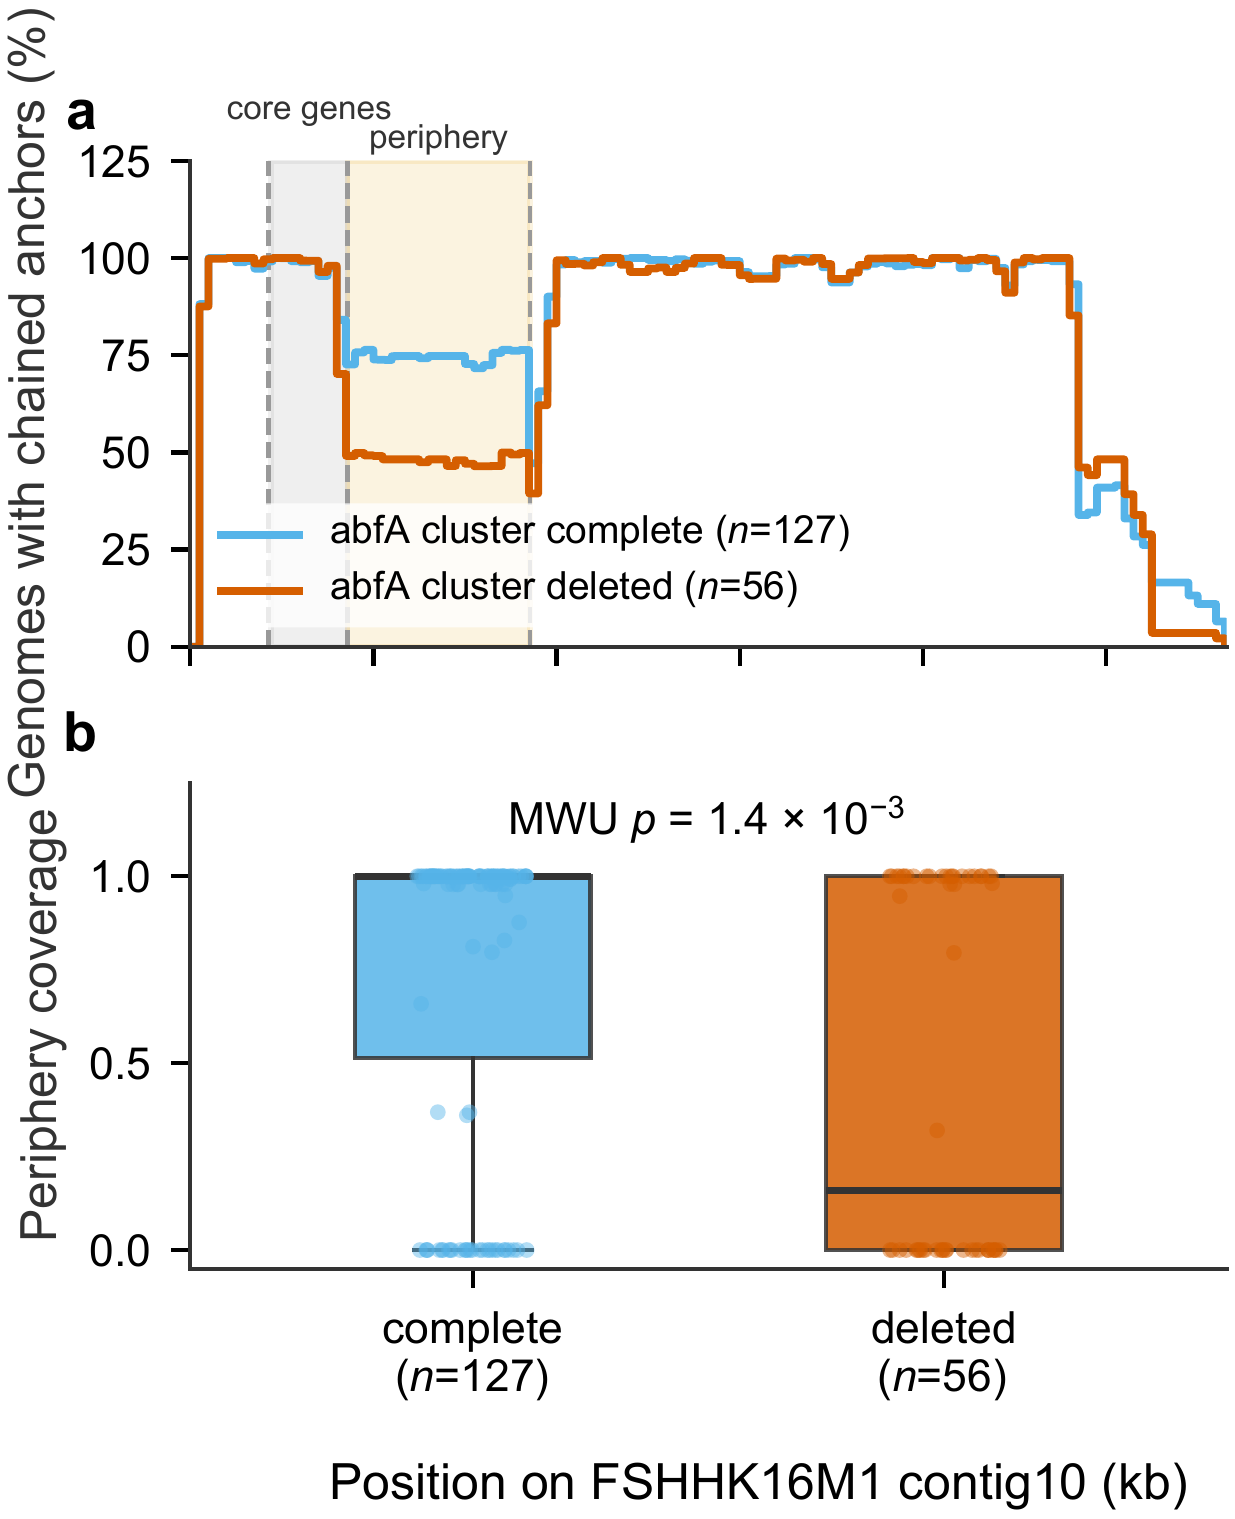 a
core genes
periphery
Genomes with chained anchors (%)
125
100
75
50
25
0
abfA cluster complete (n=127)
abfA cluster deleted (n=56)
b
MWU p = 1.4 × 10⁻³
Periphery coverage
1.0
0.5
0.0
complete
(n=127)
deleted
(n=56)
Position on FSHHK16M1 contig10 (kb)